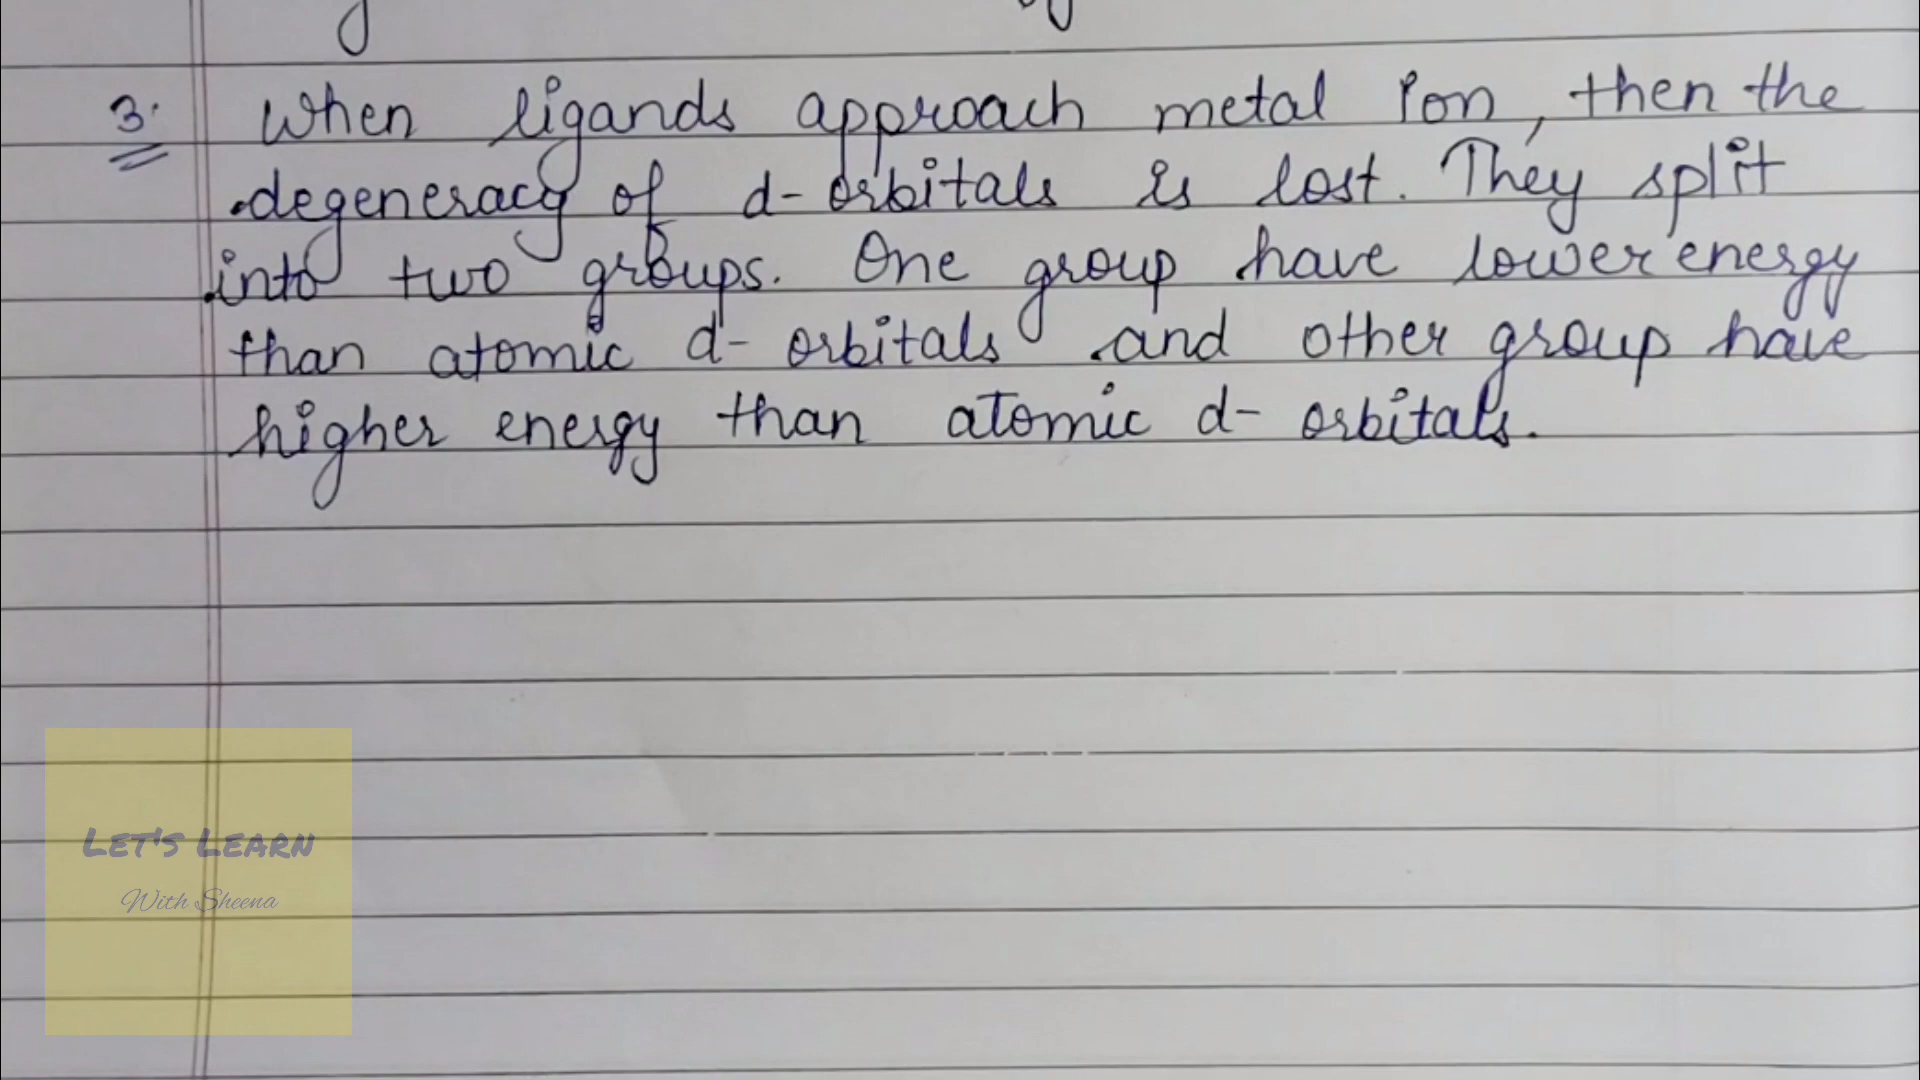 3. When ligands approach metal ion, then the
degeneracy of d-orbitals is lost. They split
into two groups. One group have lower energy
than atomic d-orbitals and other group have
higher energy than atomic d-orbitals.
LET'S LEARN
With Sheena